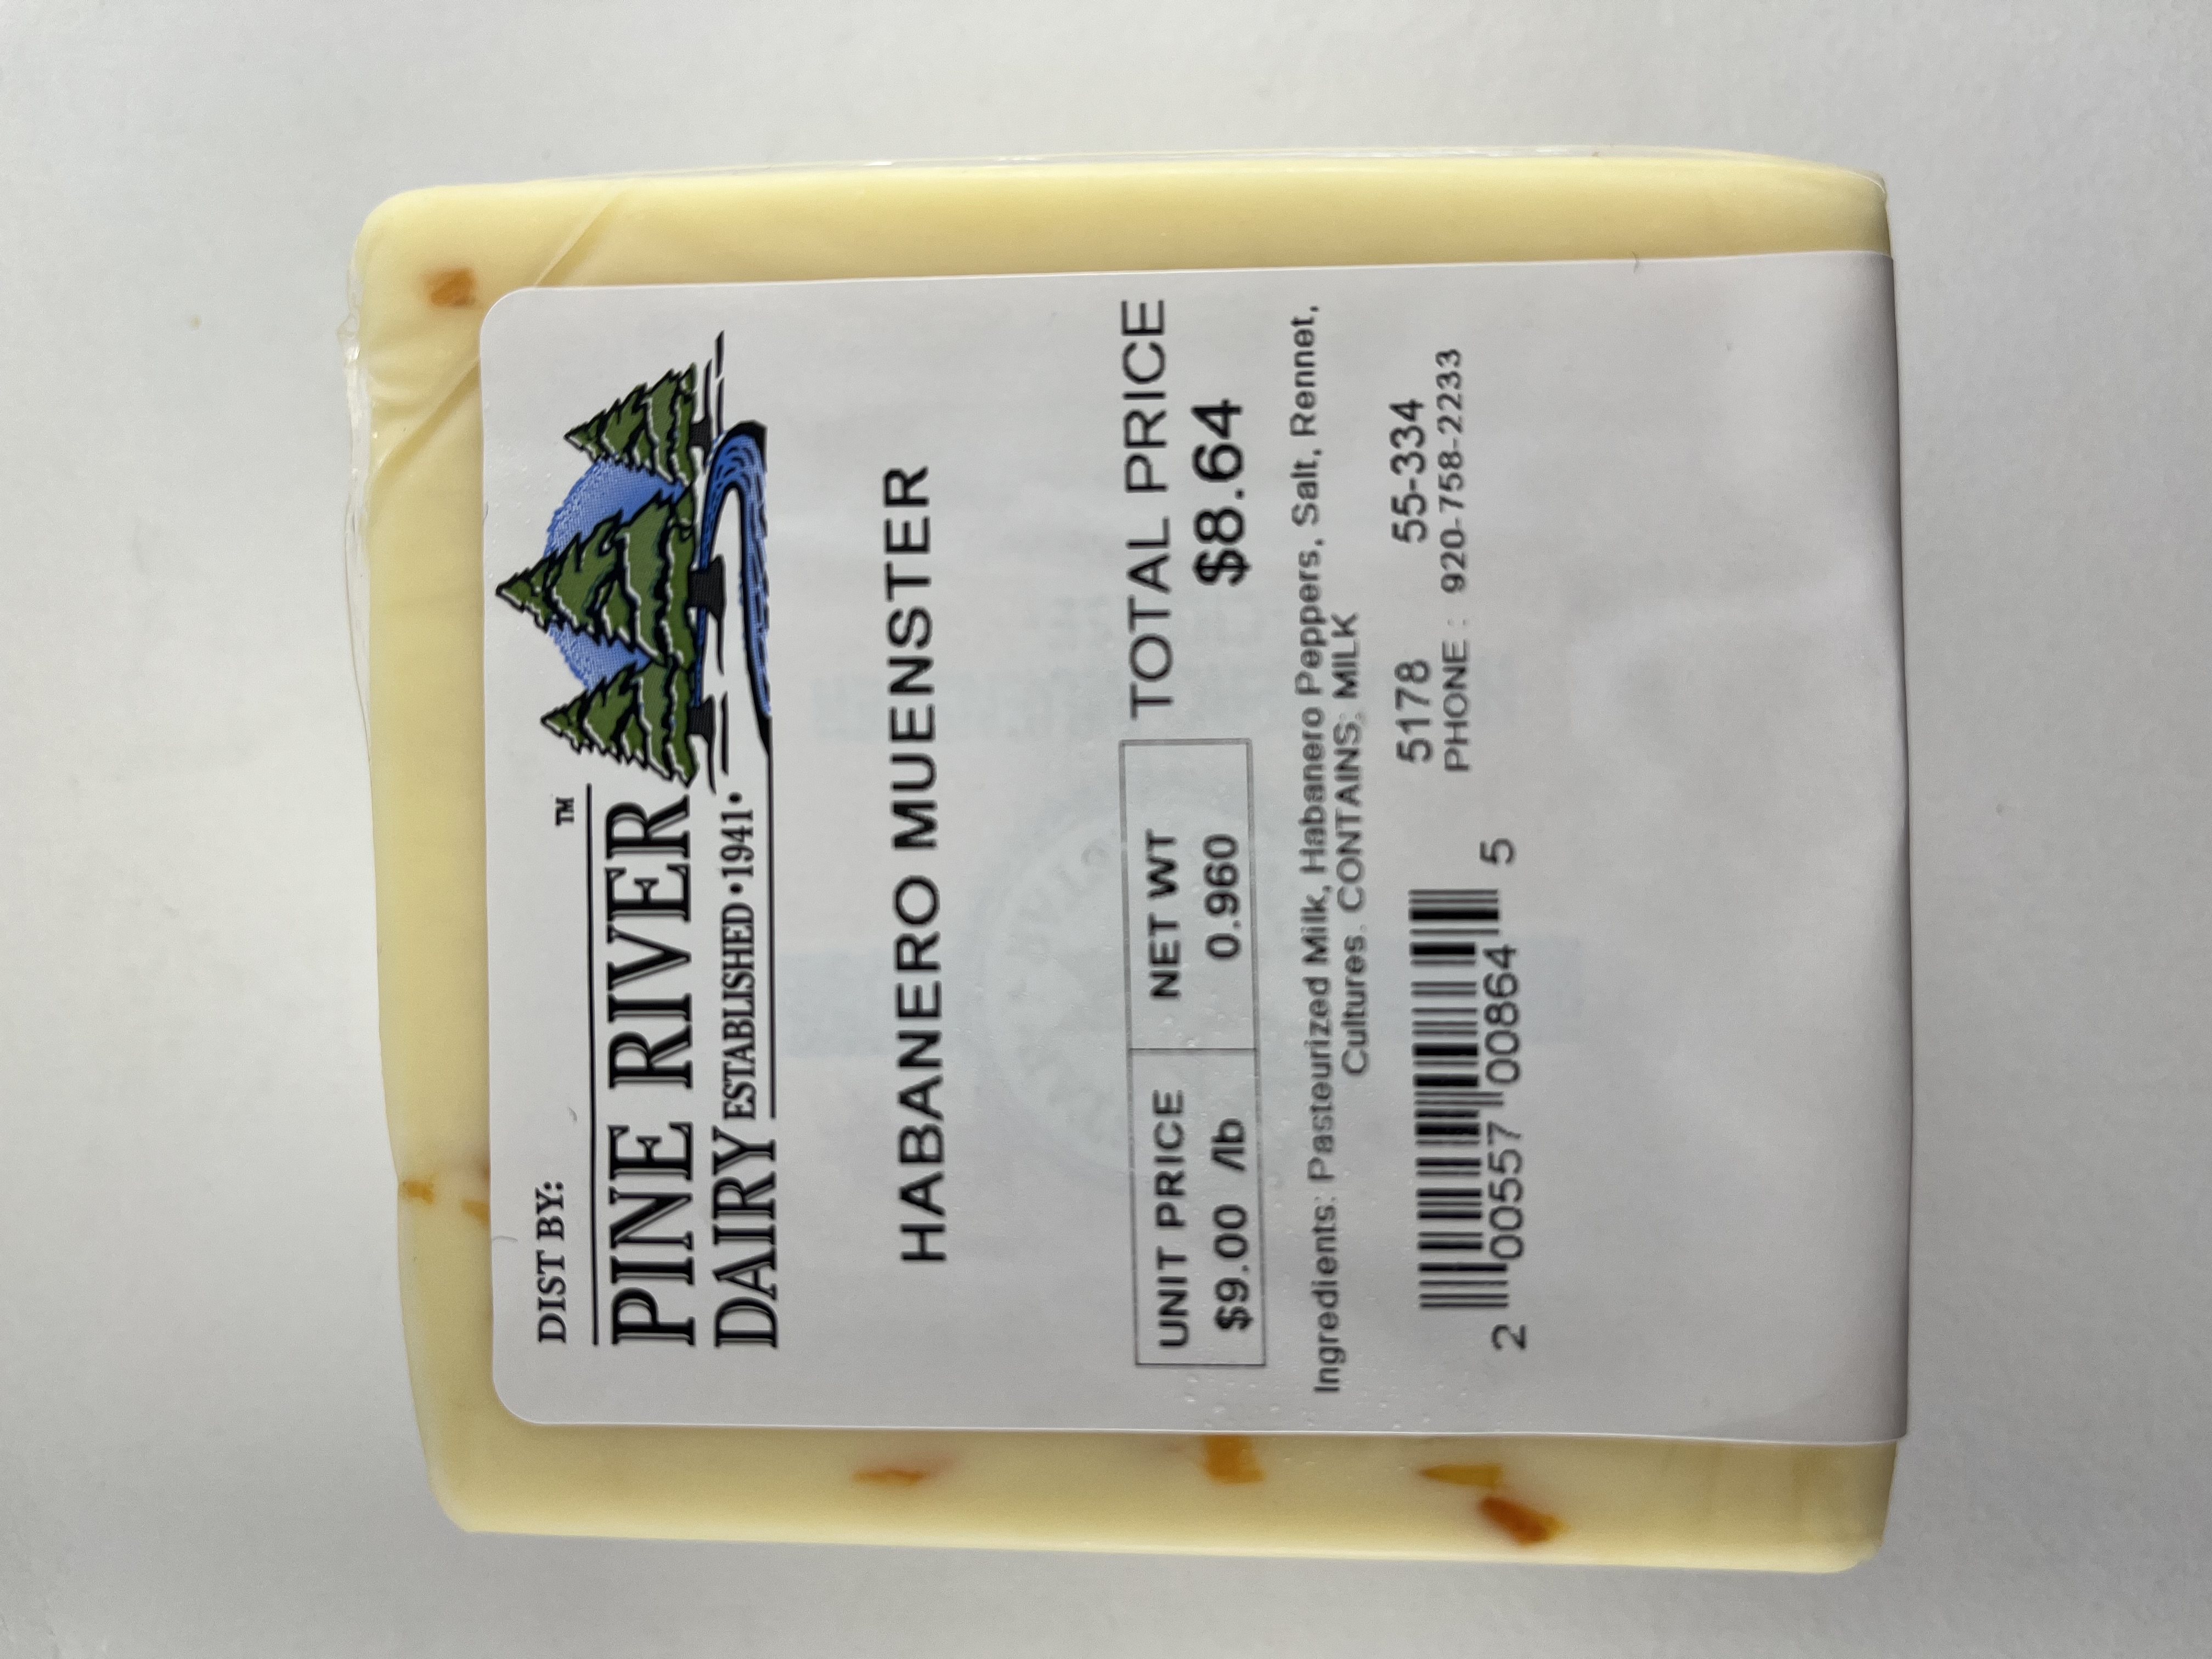 DIST BY:
PINE RIVER™
DAIRY ESTABLISHED • 1941 •
HABANERO MUENSTER
UNIT PRICE NET WT TOTAL PRICE
$9.00 /lb 0.960 $8.64
Ingredients: Pasteurized Milk, Habanero Peppers, Salt, Rennet,
Cultures. CONTAINS: MILK
5178 55-334
PHONE : 920-758-2233
2 00557 00864 5